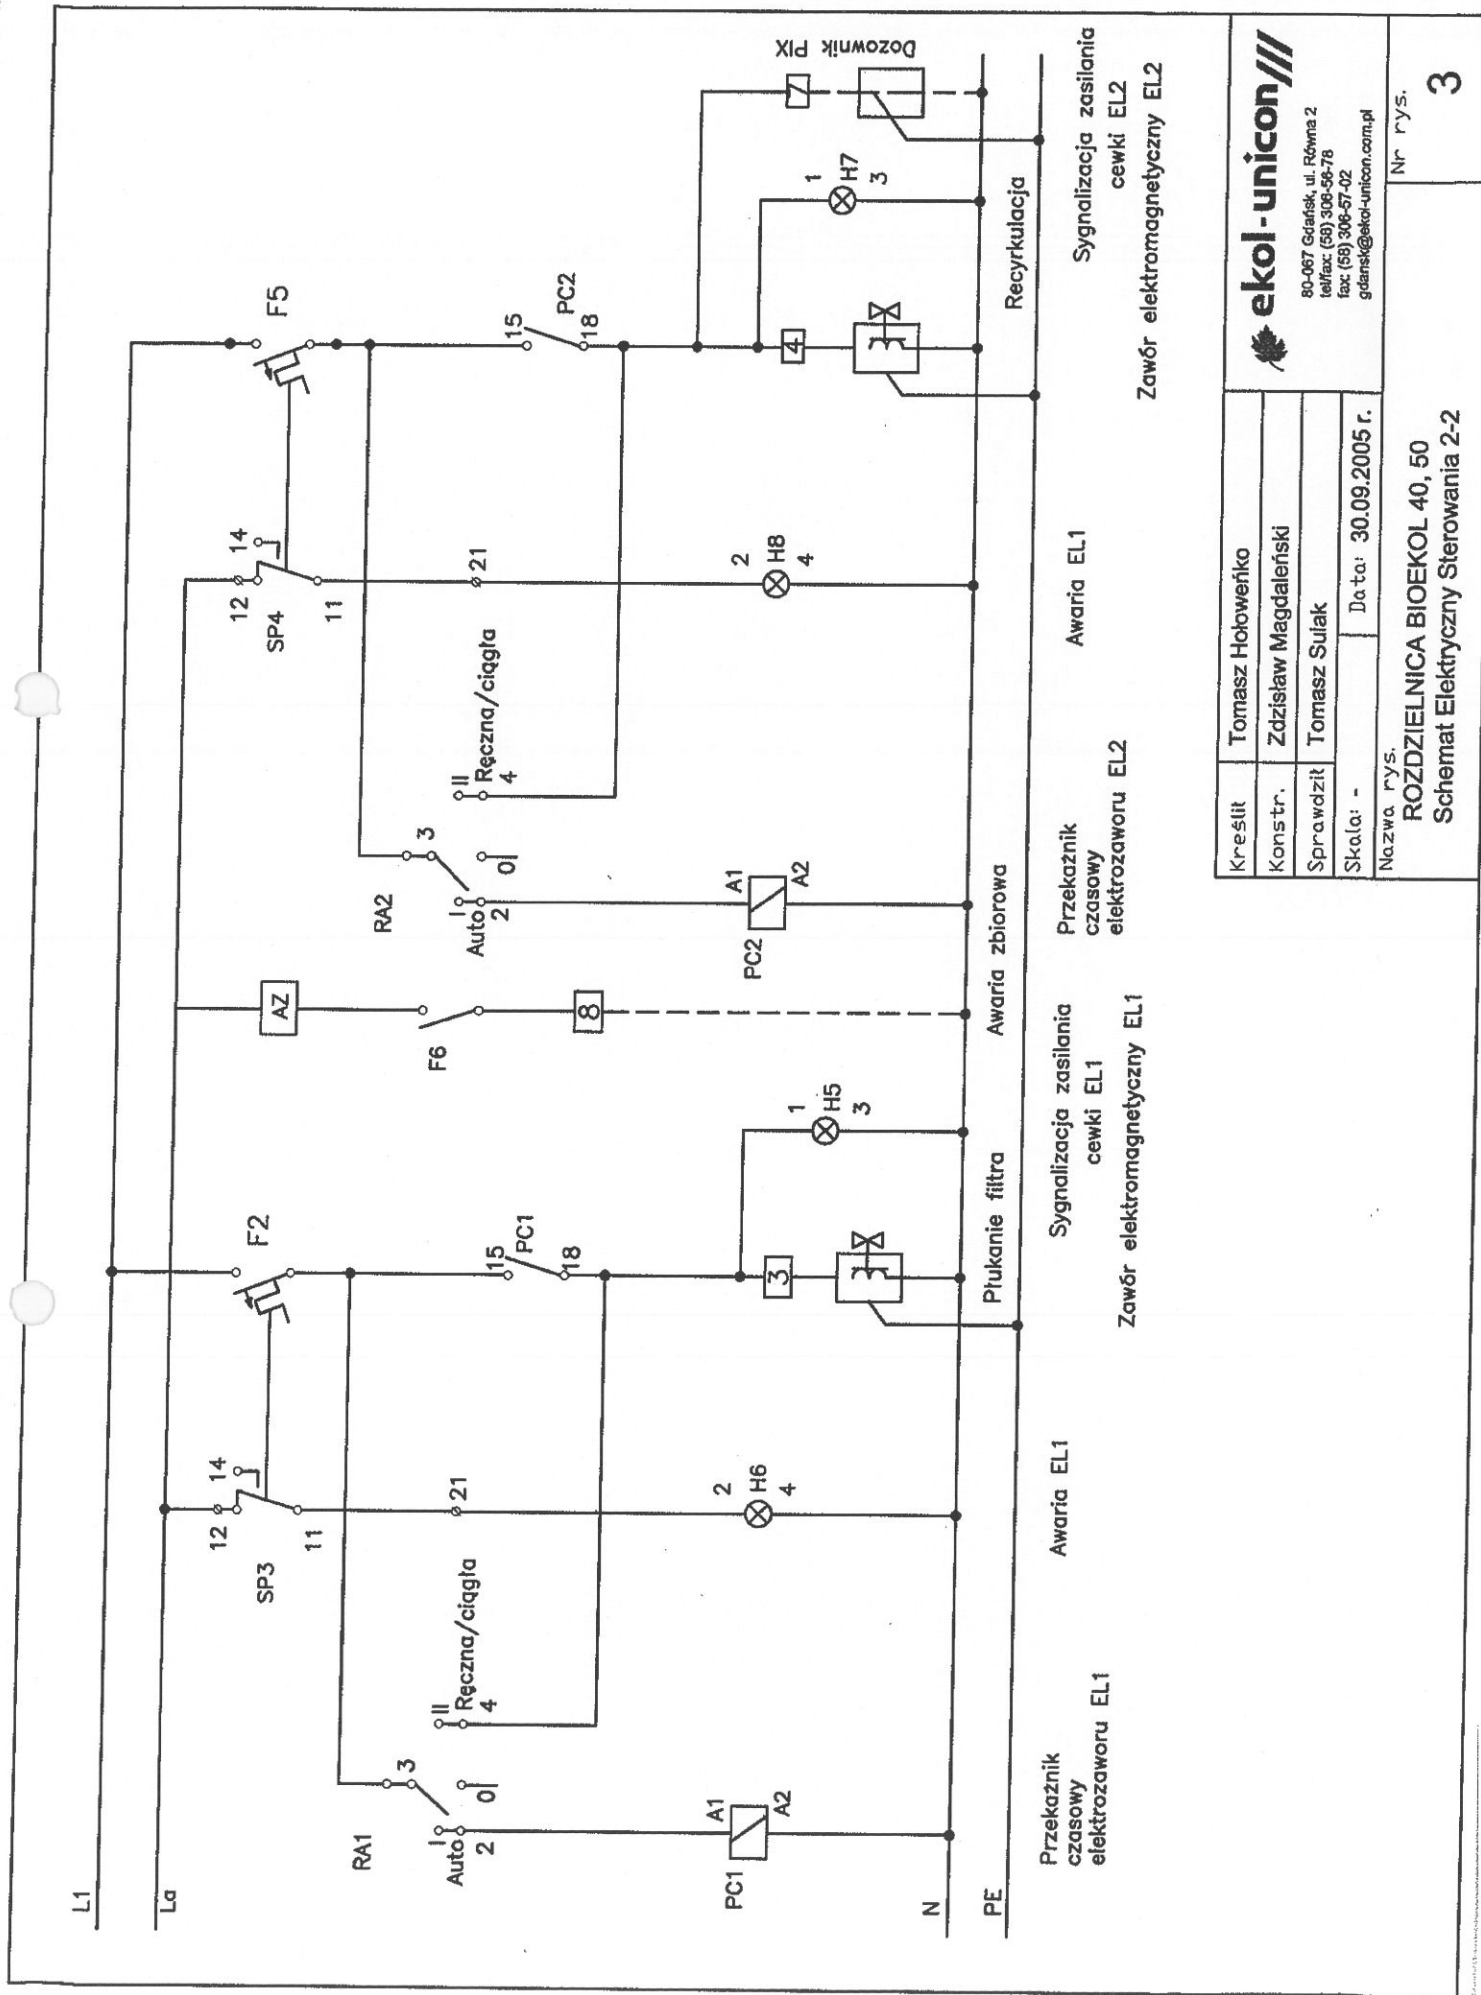 L1
La
N
PE
RA1
3
Auto
I
2
0
II
Ręczna/ciągła
4
PC1
A1
A2
12
14
SP3
11
21
2
H6
4
F2
15
PC1
18
3
1
H5
3
AZ
F6
8
RA2
3
Auto
I
2
0
II
Ręczna/ciągła
4
PC2
A1
A2
12
14
SP4
11
21
2
H8
4
F5
15
PC2
18
4
1
H7
3
7
Dozownik PIX
Płukanie filtra
Awaria zbiorowa
Recyrkulacja
Przekaźnik
czasowy
elektrozaworu EL1
Awaria EL1
Sygnalizacja zasilania
cewki EL1
Zawór elektromagnetyczny EL1
Przekaźnik
czasowy
elektrozaworu EL2
Awaria EL1
Sygnalizacja zasilania
cewki EL2
Zawór elektromagnetyczny EL2
Kreślił Tomasz Hołoweńko
Konstr. Zdzisław Magdaleński
Sprawdził Tomasz Sulak
Skala: - Data: 30.09.2005 r.
ekol-unicon///
80-067 Gdańsk, ul. Równa 2
tel/fax: (58) 306-56-78
fax: (58) 306-57-02
gdansk@ekol-unicon.com.pl
Nazwa rys.
ROZDZIELNICA BIOEKOL 40, 50
Schemat Elektryczny Sterowania 2-2
Nr rys.
3